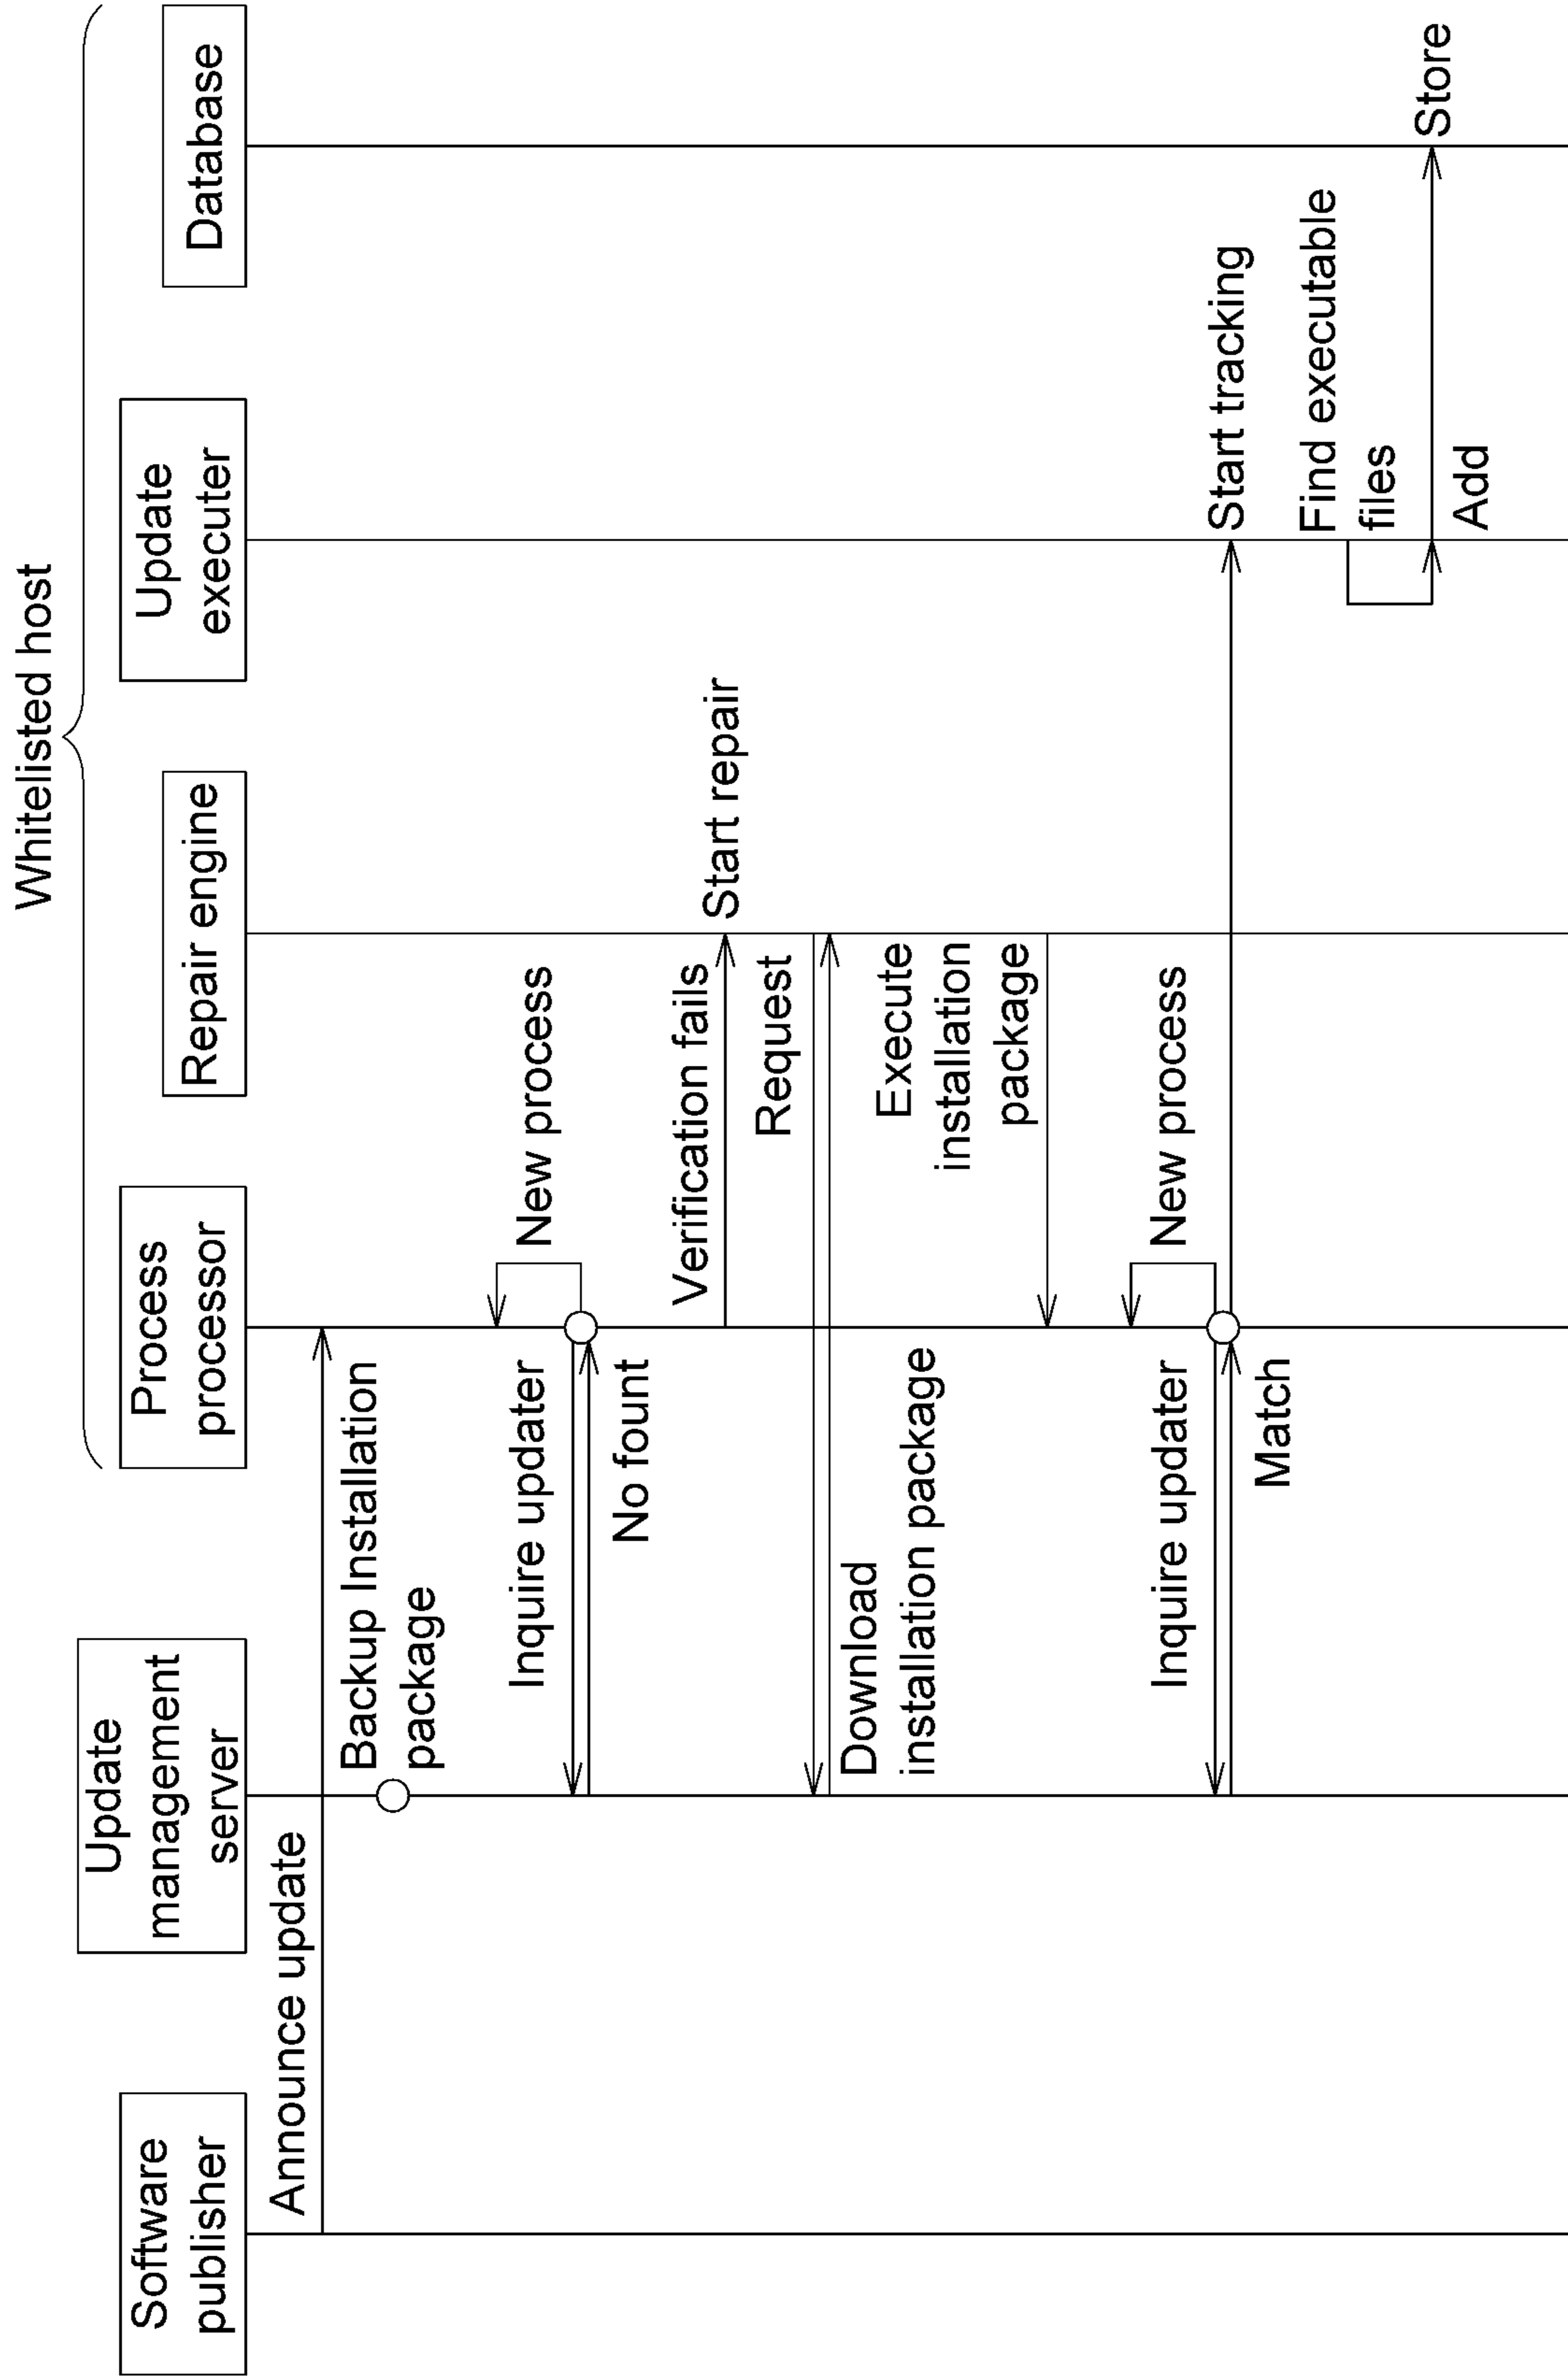 Whitelisted host
Software
publisher
Update
management
server
Process
processor
Repair engine
Update
executer
Database
Announce update
Backup Installation
package
New process
Inquire updater
No fount
Verification fails
Start repair
Request
Download
installation package
Execute
installation
package
New process
Inquire updater
Match
Start tracking
Find executable
files
Add
Store